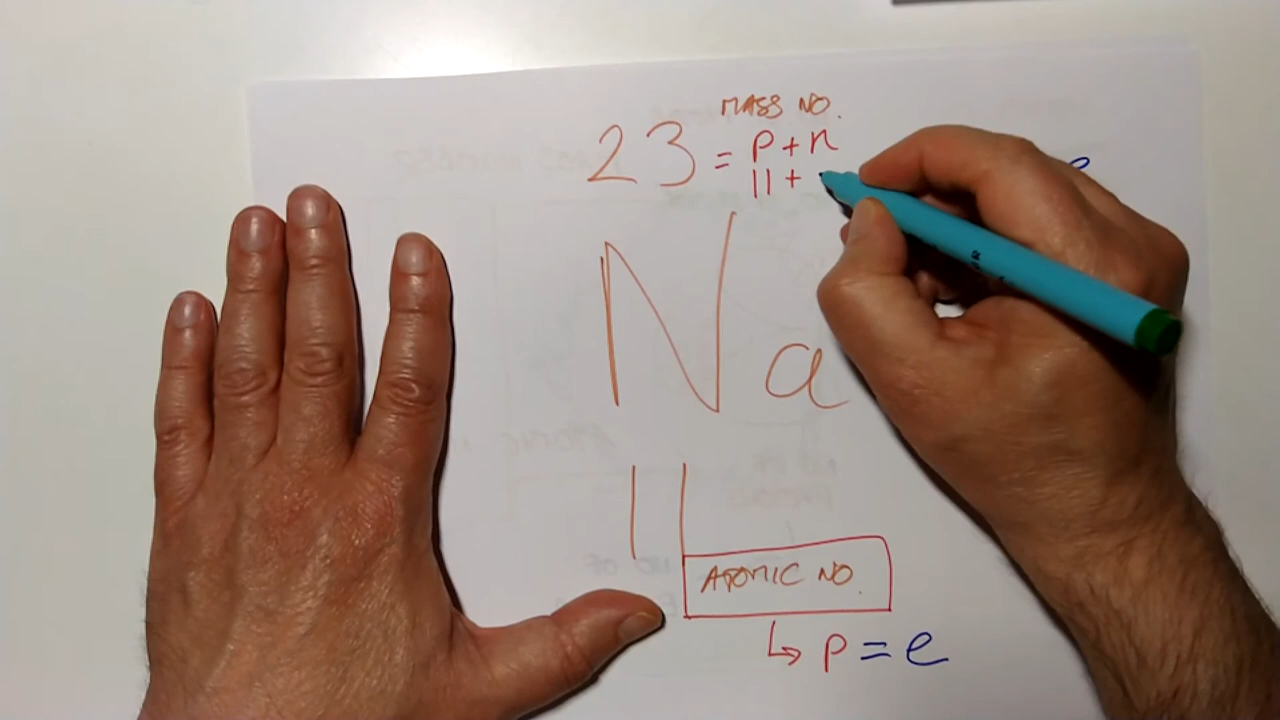 MASS NO.
23 = p + n
11 +
e
Na
11
ATOMIC NO.
↳ p = e